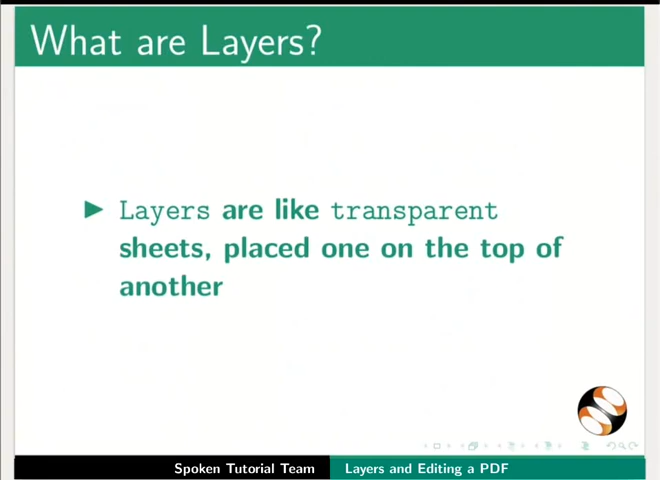 What are Layers?
Layers are like transparent
sheets, placed one on the top of
another
Spoken Tutorial Team
Layers and Editing a PDF